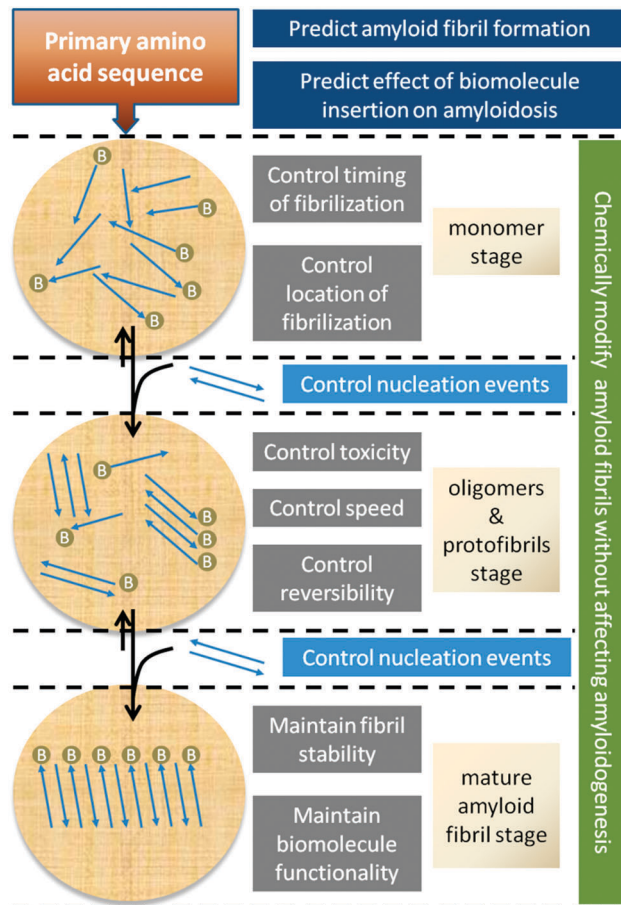 Primary amino
acid sequence
Predict amyloid fibril formation
Predict effect of biomolecule
insertion on amyloidosis
B
B
B
B
B
B
Control timing
of fibrilization
Control
location of
fibrilization
monomer
stage
Control nucleation events
B
B
B
B
B
B
Control toxicity
Control speed
Control
reversibility
oligomers
&
protofibrils
stage
Control nucleation events
B B B B B B
Maintain fibril
stability
Maintain
biomolecule
functionality
mature
amyloid
fibril stage
Chemically modify amyloid fibrils without affecting amyloidogenesis